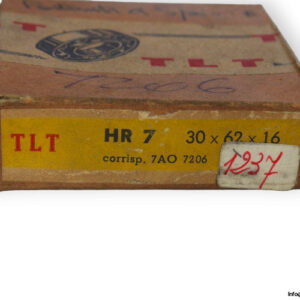 T
TLT
7206
TLT HR 7 30 x 62 x 16
corrisp. 7AO 7206
1237